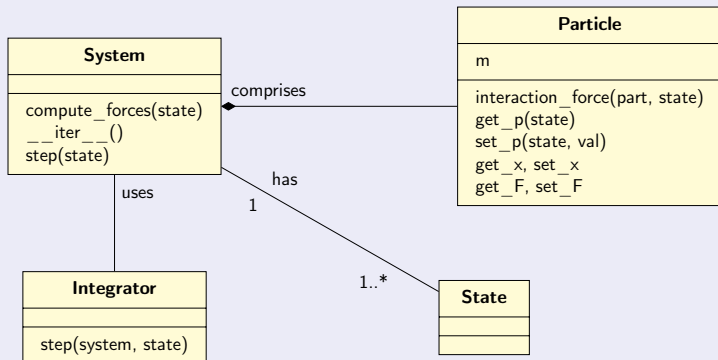 System
compute_forces(state)
__iter__()
step(state)
comprises
Particle
m
interaction_force(part, state)
get_p(state)
set_p(state, val)
get_x, set_x
get_F, set_F
uses
has
1
1..*
Integrator
step(system, state)
State